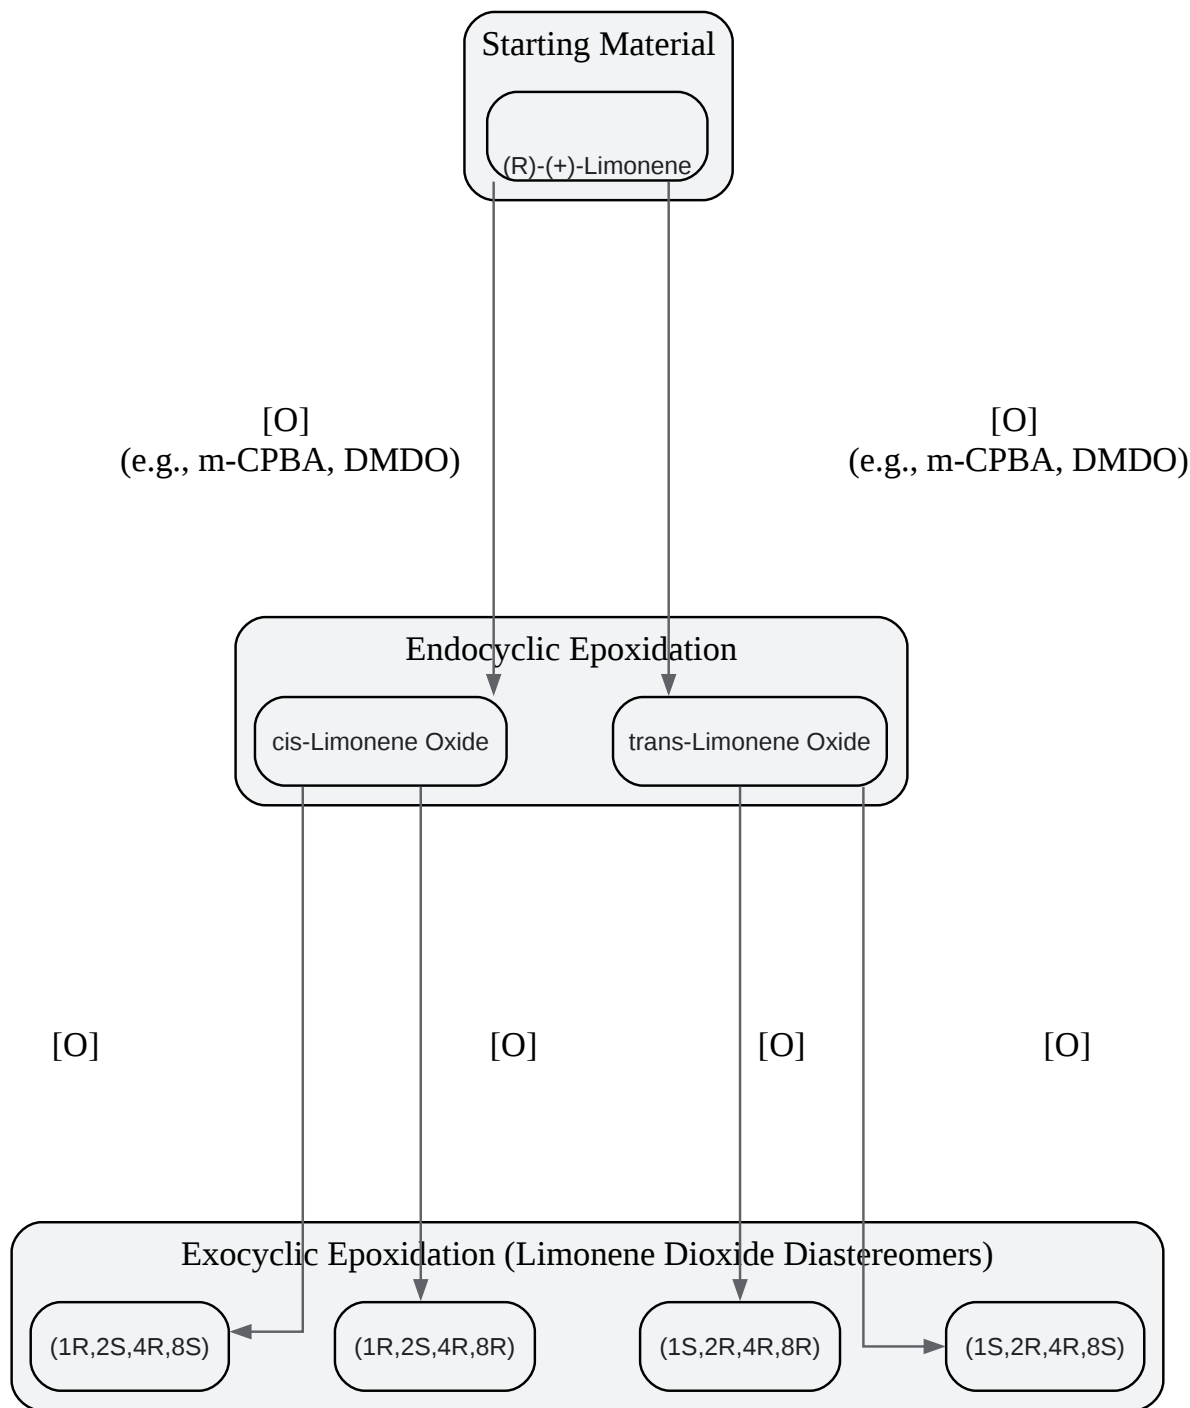 Starting Material
(R)-(+)-Limonene
[O]
(e.g., m-CPBA, DMDO)
[O]
(e.g., m-CPBA, DMDO)
Endocyclic Epoxidation
cis-Limonene Oxide
trans-Limonene Oxide
[O]
[O]
[O]
[O]
Exocyclic Epoxidation (Limonene Dioxide Diastereomers)
(1R,2S,4R,8S)
(1R,2S,4R,8R)
(1S,2R,4R,8R)
(1S,2R,4R,8S)